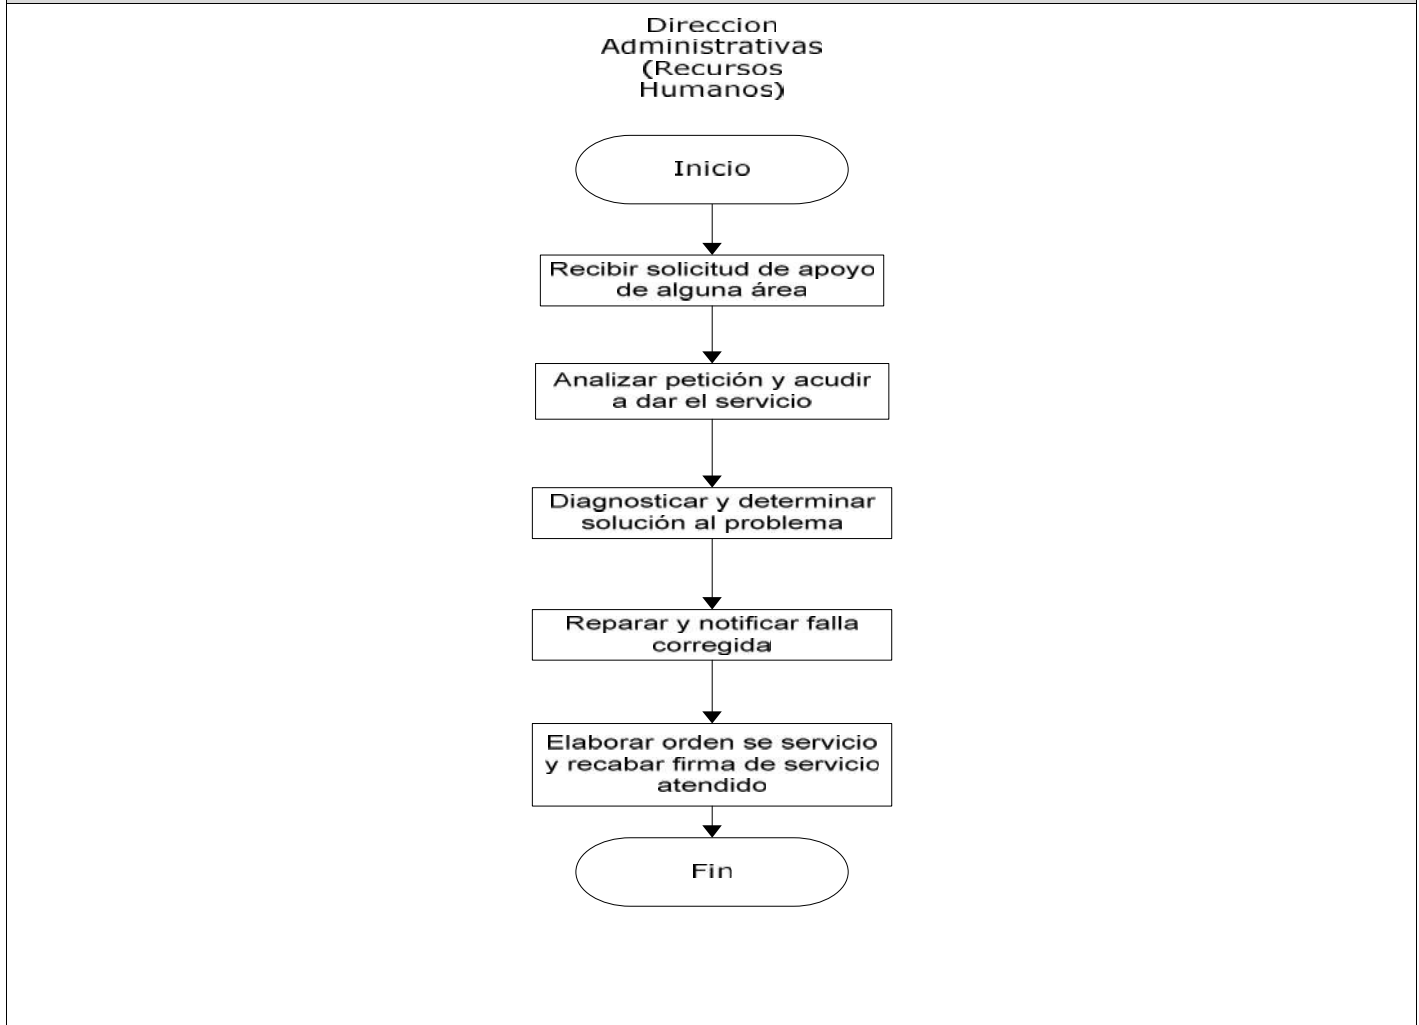 Direccion
Administrativas
(Recursos
Humanos)
Inicio
Recibir solicitud de apoyo
de alguna área
Analizar petición y acudir
a dar el servicio
Diagnosticar y determinar
solución al problema
Reparar y notificar falla
corregida
Elaborar orden se servicio
y recabar firma de servicio
atendido
Fin